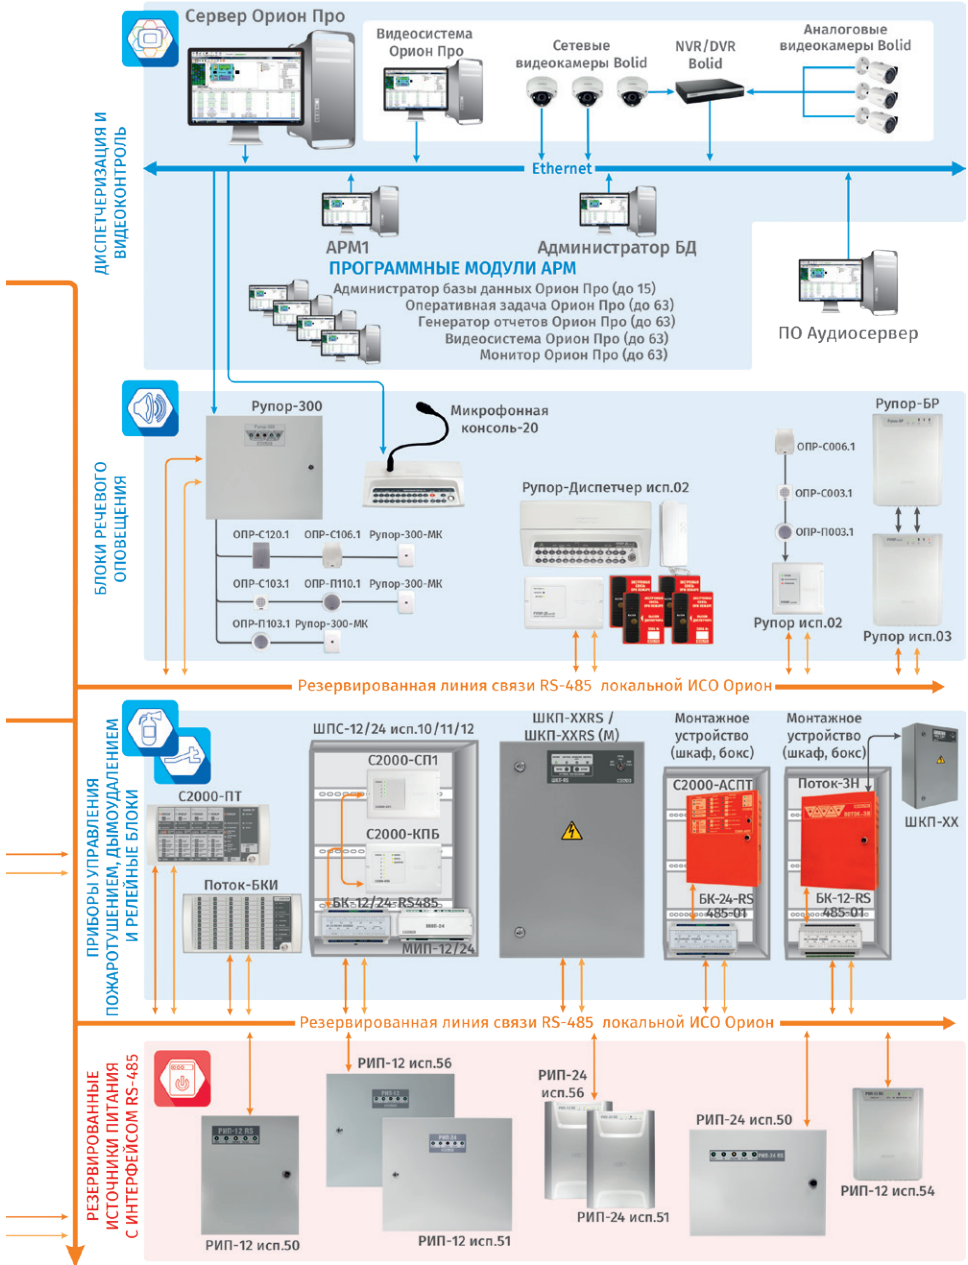 Сервер Орион Про
Видеосистема
Орион Про
Сетевые
видеокамеры Bolid
NVR/DVR
Bolid
Аналоговые
видеокамеры Bolid
ДИСПЕТЧЕРИЗАЦИЯ И
ВИДЕОКОНТРОЛЬ
Ethernet
АРМ1
Администратор БД
ПРОГРАММНЫЕ МОДУЛИ АРМ
Администратор базы данных Орион Про (до 15)
Оперативная задача Орион Про (до 63)
Генератор отчетов Орион Про (до 63)
Видеосистема Орион Про (до 63)
Монитор Орион Про (до 63)
ПО Аудиосервер
БЛОКИ РЕЧЕВОГО
ОПОВЕЩЕНИЯ
Рупор-300
Микрофонная
консоль-20
Рупор-Диспетчер исп.02
Рупор-БР
ОПР-С006.1
ОПР-С003.1
ОПР-П003.1
ОПР-С120.1
ОПР-С106.1
Рупор-300-МК
ОПР-С103.1
ОПР-П110.1
Рупор-300-МК
ОПР-П103.1
Рупор-300-МК
Рупор исп.02
Рупор исп.03
Резервированная линия связи RS-485 локальной ИСО Орион
ПРИБОРЫ УПРАВЛЕНИЯ
ПОЖАРОТУШЕНИЕМ, ДЫМОУДАЛЕНИЕМ
И РЕЛЕЙНЫЕ БЛОКИ
С2000-ПТ
Поток-БКИ
ШПС-12/24 исп.10/11/12
С2000-СП1
С2000-КПБ
БК-12/24-RS485
МИП-24
МИП-12/24
ШКП-XXRS /
ШКП-XXRS (М)
Монтажное
устройство
(шкаф, бокс)
С2000-АСПТ
БК-24-RS
485-01
Монтажное
устройство
(шкаф, бокс)
Поток-3Н
БК-12-RS
485-01
ШКП-XX
Резервированная линия связи RS-485 локальной ИСО Орион
РЕЗЕРВИРОВАННЫЕ
ИСТОЧНИКИ ПИТАНИЯ
С ИНТЕРФЕЙСОМ RS-485
РИП-12 RS
РИП-12 исп.50
РИП-12 исп.56
РИП-12 исп.51
РИП-24
исп.56
РИП-24 исп.51
РИП-24 исп.50
РИП-24 RS
РИП-12 исп.54